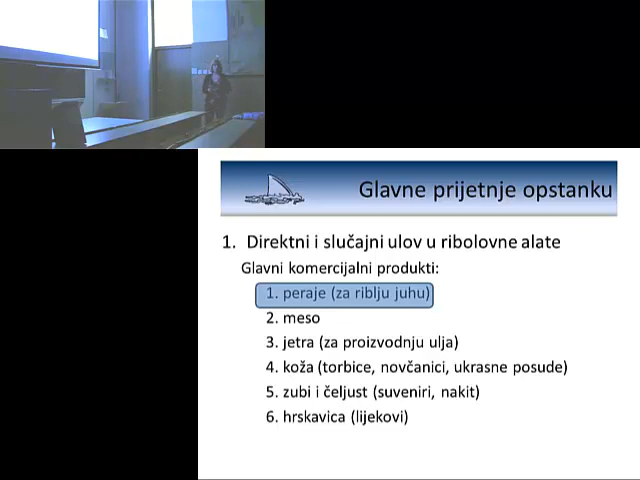 Glavne prijetnje opstanku
1. Direktni i slučajni ulov u ribolovne alate
Glavni komercijalni produkti:
1. peraje (za riblju juhu)
2. meso
3. jetra (za proizvodnju ulja)
4. koža (torbice, novčanici, ukrasne posude)
5. zubi i čeljust (suveniri, nakit)
6. hrskavica (lijekovi)